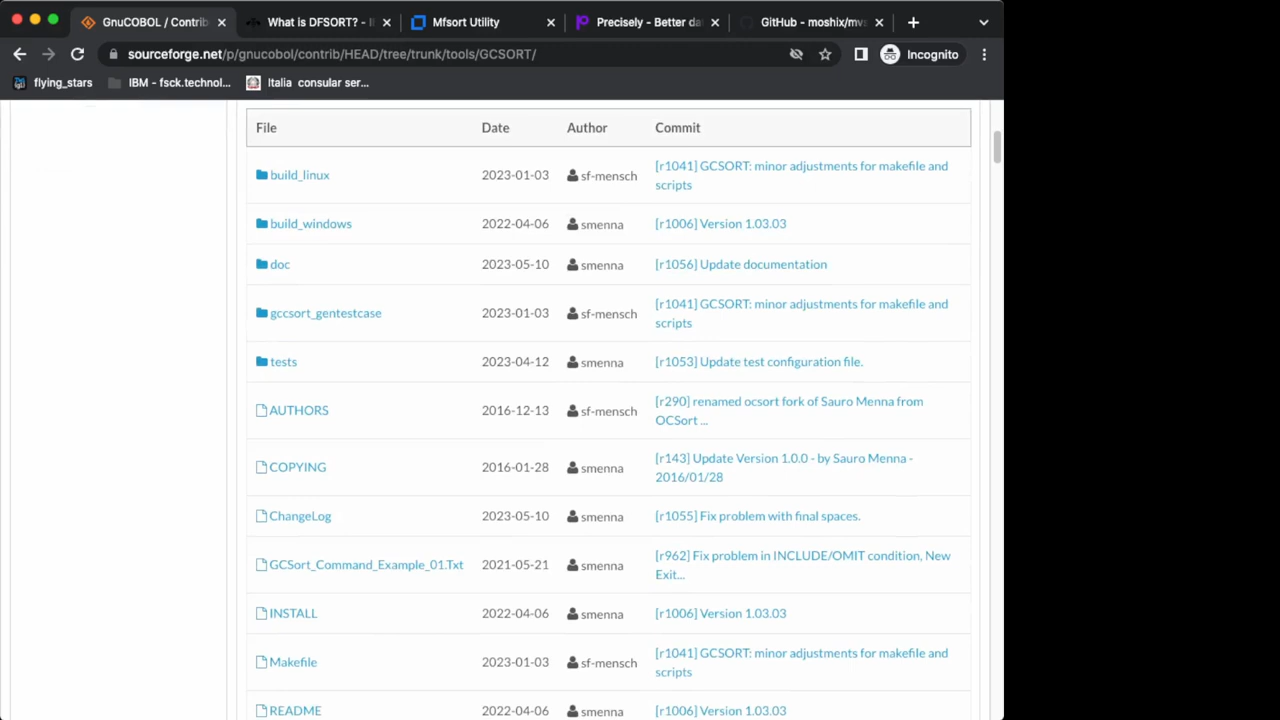 GnuCOBOL / Contrib
What is DFSORT? - I
Mfsort Utility
Precisely - Better da
GitHub - moshix/mv
sourceforge.net/p/gnucobol/contrib/HEAD/tree/trunk/tools/GCSORT/
Incognito
flying_stars
IBM - fsck.technol...
Italia consular ser...
File Date Author Commit
build_linux 2023-01-03 sf-mensch [r1041] GCSORT: minor adjustments for makefile and
scripts
build_windows 2022-04-06 smenna [r1006] Version 1.03.03
doc 2023-05-10 smenna [r1056] Update documentation
gccsort_gentestcase 2023-01-03 sf-mensch [r1041] GCSORT: minor adjustments for makefile and
scripts
tests 2023-04-12 smenna [r1053] Update test configuration file.
AUTHORS 2016-12-13 sf-mensch [r290] renamed ocsort fork of Sauro Menna from
OCSort ...
COPYING 2016-01-28 smenna [r143] Update Version 1.0.0 - by Sauro Menna -
2016/01/28
ChangeLog 2023-05-10 smenna [r1055] Fix problem with final spaces.
GCSort_Command_Example_01.Txt 2021-05-21 smenna [r962] Fix problem in INCLUDE/OMIT condition, New
Exit...
INSTALL 2022-04-06 smenna [r1006] Version 1.03.03
Makefile 2023-01-03 sf-mensch [r1041] GCSORT: minor adjustments for makefile and
scripts
README 2022-04-06 smenna [r1006] Version 1.03.03